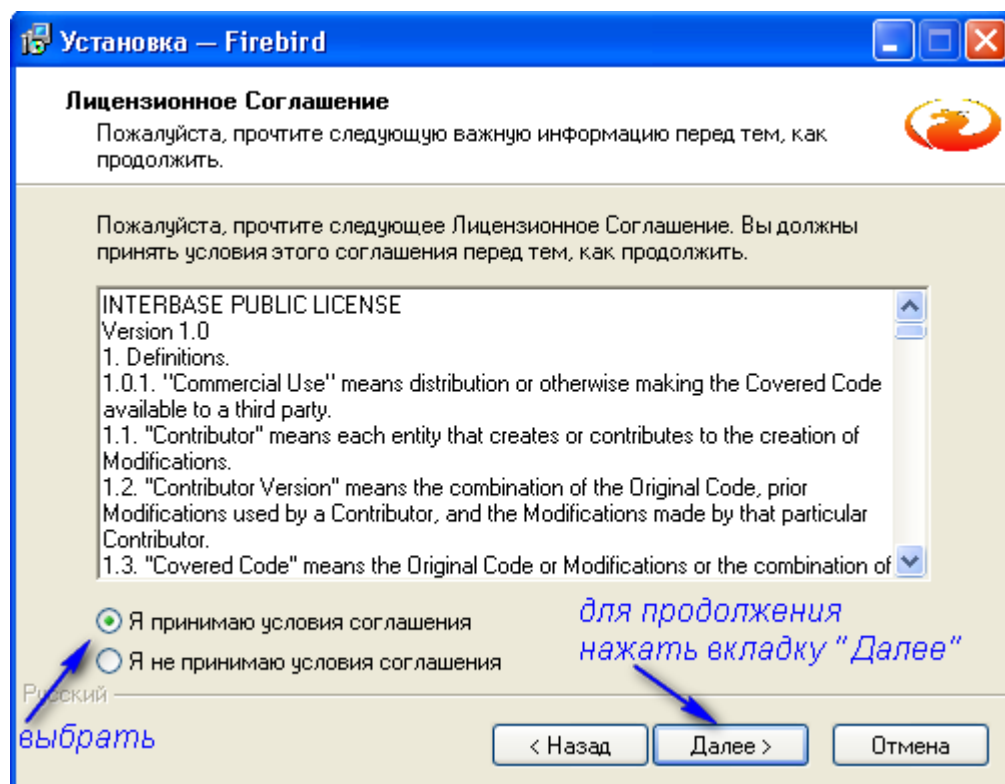 Установка — Firebird
Лицензионное Соглашение
Пожалуйста, прочтите следующую важную информацию перед тем, как
продолжить.
Пожалуйста, прочтите следующее Лицензионное Соглашение. Вы должны
принять условия этого соглашения перед тем, как продолжить.
INTERBASE PUBLIC LICENSE
Version 1.0
1. Definitions.
1.0.1. "Commercial Use" means distribution or otherwise making the Covered Code
available to a third party.
1.1. "Contributor" means each entity that creates or contributes to the creation of
Modifications.
1.2. "Contributor Version" means the combination of the Original Code, prior
Modifications used by a Contributor, and the Modifications made by that particular
Contributor.
1.3. "Covered Code" means the Original Code or Modifications or the combination of
Я принимаю условия соглашения
Я не принимаю условия соглашения
для продолжения
нажать вкладку "Далее"
Русский
выбрать
< Назад
Далее >
Отмена